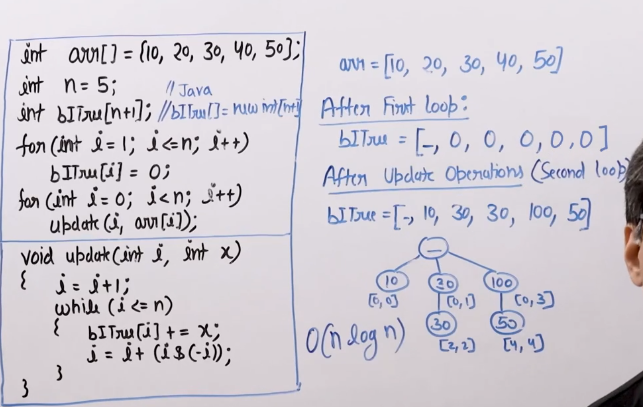 int arr[] = {10, 20, 30, 40, 50};
int n = 5; // Java
int bITree[n+1]; //bITree[] = new int[n+1]
for (int i = 1; i <= n; i++)
bITree[i] = 0;
for (int i = 0; i < n; i++)
update(i, arr[i]);
void update(int i, int x)
{ i = i+1;
while (i <= n)
{ bITree[i] += x;
i = i + (i & (-i));
}
}
arr = [10, 20, 30, 40, 50]
After First loop:
bITree = [-, 0, 0, 0, 0, 0]
After Update Operations (Second loop)
bITree = [-, 10, 30, 30, 100, 50]
-
10 30 100
[0,0] [0,1] [0,3]
30 50
[2,2] [4,4]
O(n log n)